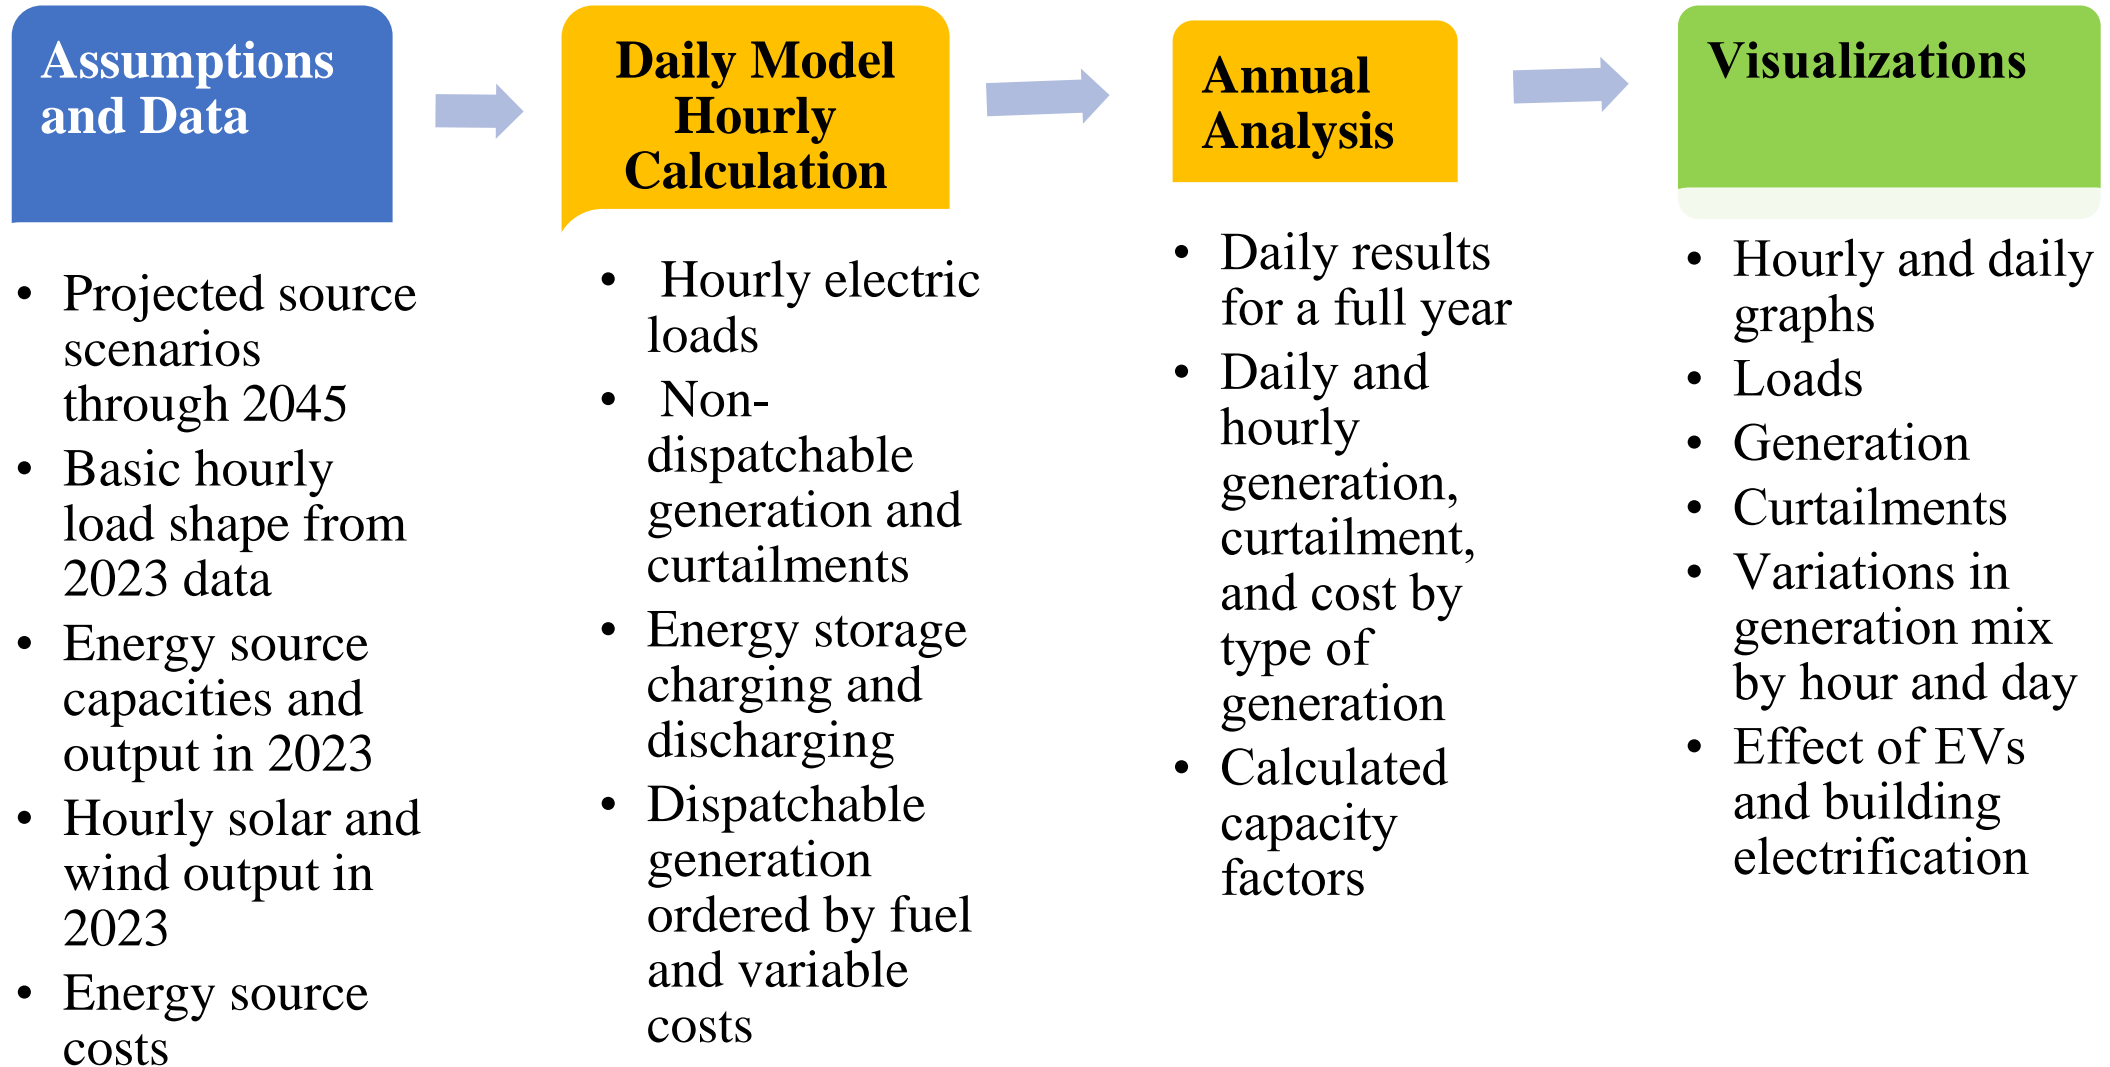 Assumptions
and Data
• Projected source
scenarios
through 2045
• Basic hourly
load shape from
2023 data
• Energy source
capacities and
output in 2023
• Hourly solar and
wind output in
2023
• Energy source
costs
Daily Model
Hourly
Calculation
• Hourly electric
loads
• Non-
dispatchable
generation and
curtailments
• Energy storage
charging and
discharging
• Dispatchable
generation
ordered by fuel
and variable
costs
Annual
Analysis
• Daily results
for a full year
• Daily and
hourly
generation,
curtailment,
and cost by
type of
generation
• Calculated
capacity
factors
Visualizations
• Hourly and daily
graphs
• Loads
• Generation
• Curtailments
• Variations in
generation mix
by hour and day
• Effect of EVs
and building
electrification